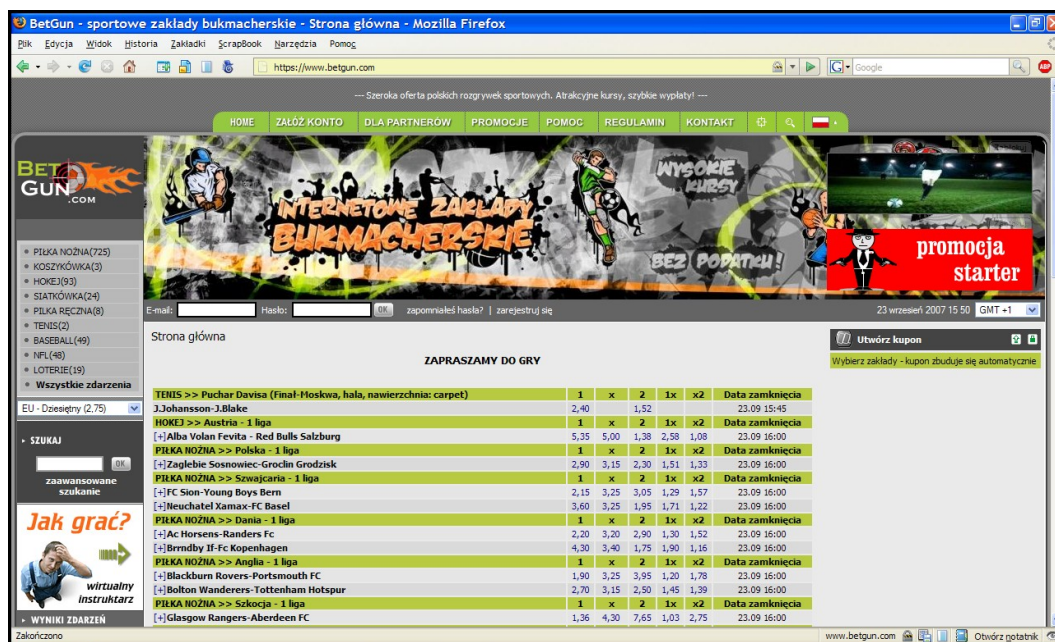 BetGun - sportowe zakłady bukmacherskie - Strona główna - Mozilla Firefox
Plik Edycja Widok Historia Zakładki ScrapBook Narzędzia Pomoc
https://www.betgun.com
G Google
ABP
--- Szeroka oferta polskich rozgrywek sportowych. Atrakcyjne kursy, szybkie wypłaty! ---
HOME ZAŁÓŻ KONTO DLA PARTNERÓW PROMOCJE POMOC REGULAMIN KONTAKT
BET
GUN
.COM
INTERNETOWE ZAKŁADY
BUKMACHERSKIE
WYSOKIE
KURSY
BEZ PODATKU!
promocja
starter
PIŁKA NOŻNA(725)
KOSZYKÓWKA(3)
HOKEJ(93)
SIATKÓWKA(24)
PIŁKA RĘCZNA(8)
TENIS(2)
BASEBALL(49)
NFL(48)
LOTERIE(19)
Wszystkie zdarzenia
EU - Dziesiętny (2,75)
SZUKAJ
OK
zaawansowane
szukanie
Jak grać?
wirtualny
instruktarz
WYNIKI ZDARZEŃ
E-mail: Hasło: OK zapomniałeś hasła? | zarejestruj się
23 wrzesień 2007 15 50 GMT +1
Strona główna
ZAPRASZAMY DO GRY
TENIS >> Puchar Davisa (Finał-Moskwa, hala, nawierzchnia: carpet) 1 x 2 1x x2 Data zamknięcia
J.Johansson-J.Blake 2,40 1,52 23.09 15:45
HOKEJ >> Austria - 1 liga 1 x 2 1x x2 Data zamknięcia
[+]Alba Volan Fevita - Red Bulls Salzburg 5,35 5,00 1,38 2,58 1,08 23.09 16:00
PIŁKA NOŻNA >> Polska - 1 liga 1 x 2 1x x2 Data zamknięcia
[+]Zaglebie Sosnowiec-Groclin Grodzisk 2,90 3,15 2,30 1,51 1,33 23.09 16:00
PIŁKA NOŻNA >> Szwajcaria - 1 liga 1 x 2 1x x2 Data zamknięcia
[+]FC Sion-Young Boys Bern 2,15 3,25 3,05 1,29 1,57 23.09 16:00
[+]Neuchatel Xamax-FC Basel 3,60 3,25 1,95 1,71 1,22 23.09 16:00
PIŁKA NOŻNA >> Dania - 1 liga 1 x 2 1x x2 Data zamknięcia
[+]Ac Horsens-Randers Fc 2,20 3,20 2,90 1,30 1,52 23.09 16:00
[+]Brrndby If-Fc Kopenhagen 4,30 3,40 1,75 1,90 1,16 23.09 16:00
PIŁKA NOŻNA >> Anglia - 1 liga 1 x 2 1x x2 Data zamknięcia
[+]Blackburn Rovers-Portsmouth FC 1,90 3,25 3,95 1,20 1,78 23.09 16:00
[+]Bolton Wanderers-Tottenham Hotspur 2,70 3,15 2,50 1,45 1,39 23.09 16:00
PIŁKA NOŻNA >> Szkocja - 1 liga 1 x 2 1x x2 Data zamknięcia
[+]Glasgow Rangers-Aberdeen FC 1,36 4,30 7,65 1,03 2,75 23.09 16:00
Utwórz kupon
Wybierz zakłady - kupon zbuduje się automatycznie
Zakończono www.betgun.com Otwórz notatnik